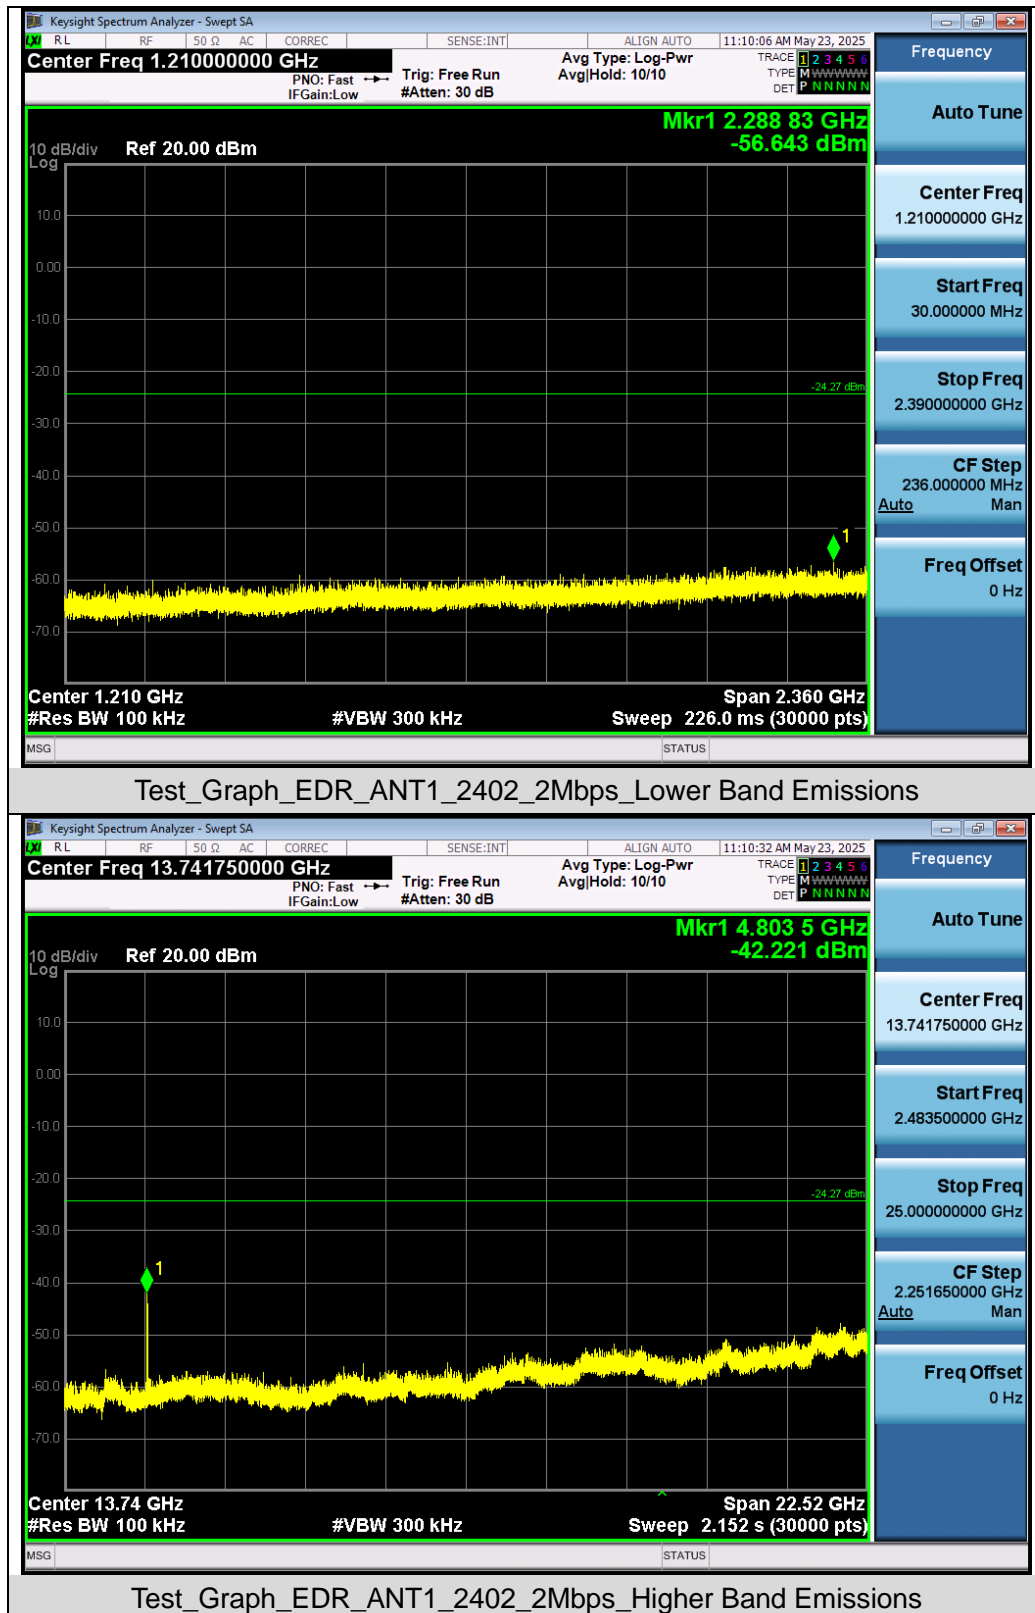 Keysight Spectrum Analyzer - Swept SA
LXI RL RF 50 Ω AC CORREC SENSE:INT ALIGN AUTO 11:10:06 AM May 23, 2025
Center Freq 1.210000000 GHz
PNO: Fast
IFGain:Low
Trig: Free Run
#Atten: 30 dB
Avg Type: Log-Pwr
Avg|Hold: 10/10
TRACE 1 2 3 4 5 6
TYPE M WWWWW
DET P N N N N N
Frequency
Mkr1 2.288 83 GHz
-56.643 dBm
10 dB/div Ref 20.00 dBm
Log
10.0
0.00
-10.0
-20.0
-24.27 dBm
-30.0
-40.0
-50.0
1
-60.0
-70.0
Center 1.210 GHz Span 2.360 GHz
#Res BW 100 kHz #VBW 300 kHz Sweep 226.0 ms (30000 pts)
MSG STATUS
Auto Tune
Center Freq
1.210000000 GHz
Start Freq
30.000000 MHz
Stop Freq
2.390000000 GHz
CF Step
236.000000 MHz
Auto Man
Freq Offset
0 Hz
Test_Graph_EDR_ANT1_2402_2Mbps_Lower Band Emissions
Keysight Spectrum Analyzer - Swept SA
LXI RL RF 50 Ω AC CORREC SENSE:INT ALIGN AUTO 11:10:32 AM May 23, 2025
Center Freq 13.741750000 GHz
PNO: Fast
IFGain:Low
Trig: Free Run
#Atten: 30 dB
Avg Type: Log-Pwr
Avg|Hold: 10/10
TRACE 1 2 3 4 5 6
TYPE M WWWWW
DET P N N N N N
Frequency
Mkr1 4.803 5 GHz
-42.221 dBm
10 dB/div Ref 20.00 dBm
Log
10.0
0.00
-10.0
-20.0
-24.27 dBm
-30.0
1
-40.0
-50.0
-60.0
-70.0
Center 13.74 GHz Span 22.52 GHz
#Res BW 100 kHz #VBW 300 kHz Sweep 2.152 s (30000 pts)
MSG STATUS
Auto Tune
Center Freq
13.741750000 GHz
Start Freq
2.483500000 GHz
Stop Freq
25.000000000 GHz
CF Step
2.251650000 GHz
Auto Man
Freq Offset
0 Hz
Test_Graph_EDR_ANT1_2402_2Mbps_Higher Band Emissions